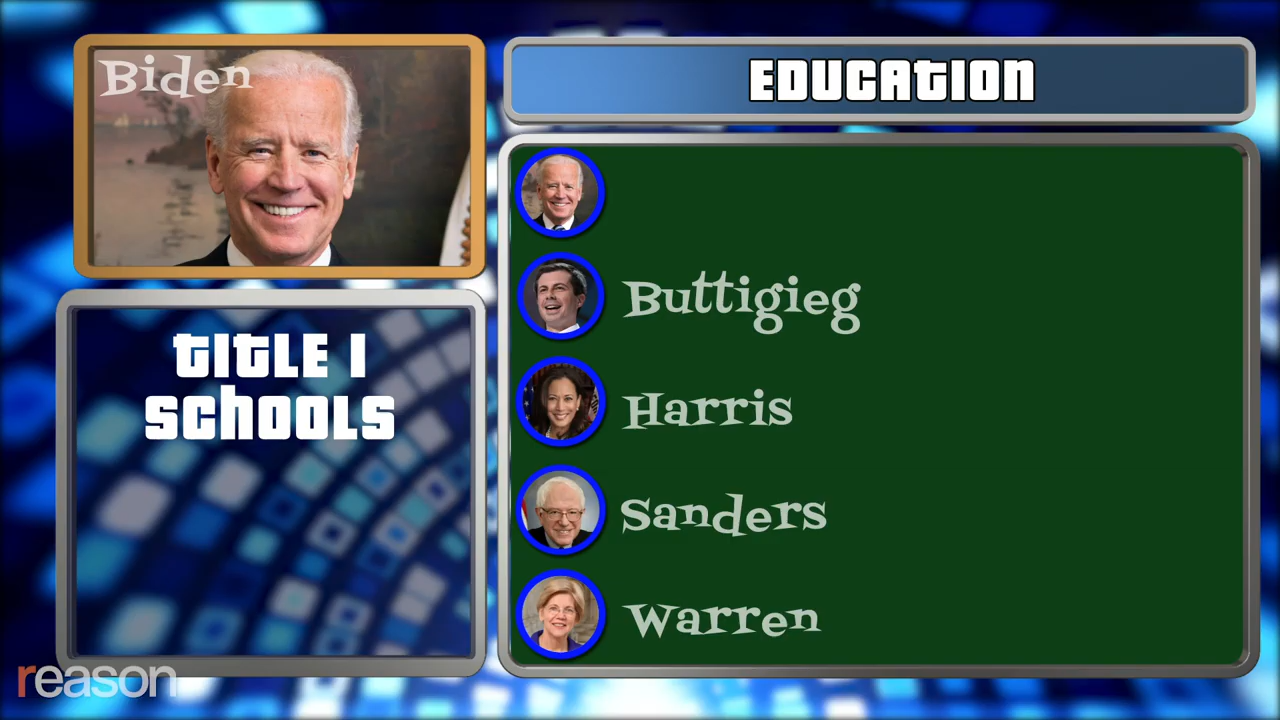 Biden
EDUCATION
TITLE I
SCHOOLS
Buttigieg
Harris
Sanders
Warren
reason